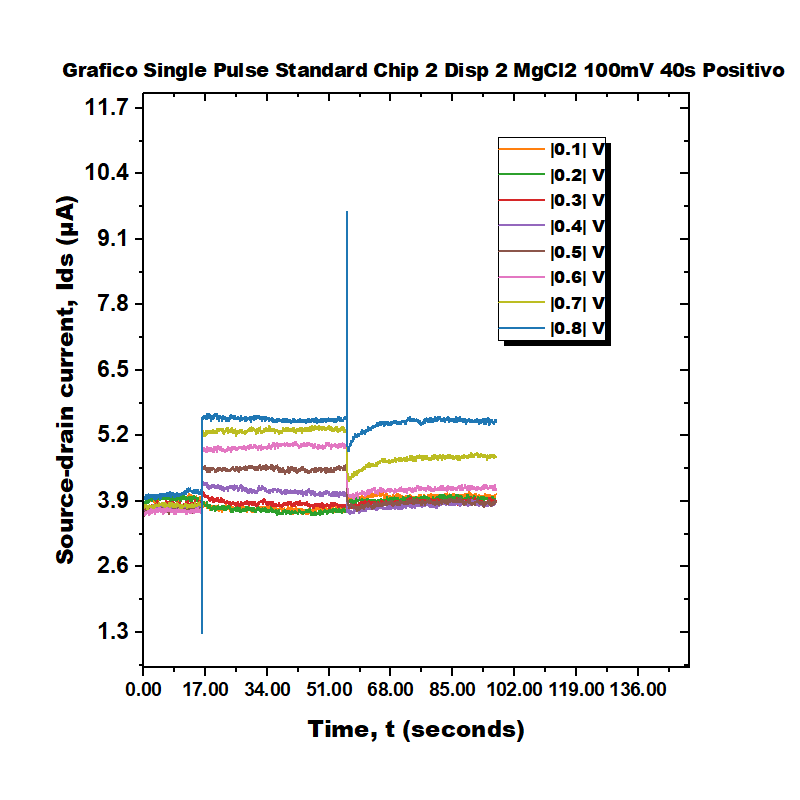 Grafico Single Pulse Standard Chip 2 Disp 2 MgCl2 100mV 40s Positivo
11.7
10.4
9.1
7.8
6.5
5.2
3.9
2.6
1.3
Source-drain current, Ids (µA)
|0.1| V
|0.2| V
|0.3| V
|0.4| V
|0.5| V
|0.6| V
|0.7| V
|0.8| V
0.00 17.00 34.00 51.00 68.00 85.00 102.00 119.00 136.00
Time, t (seconds)